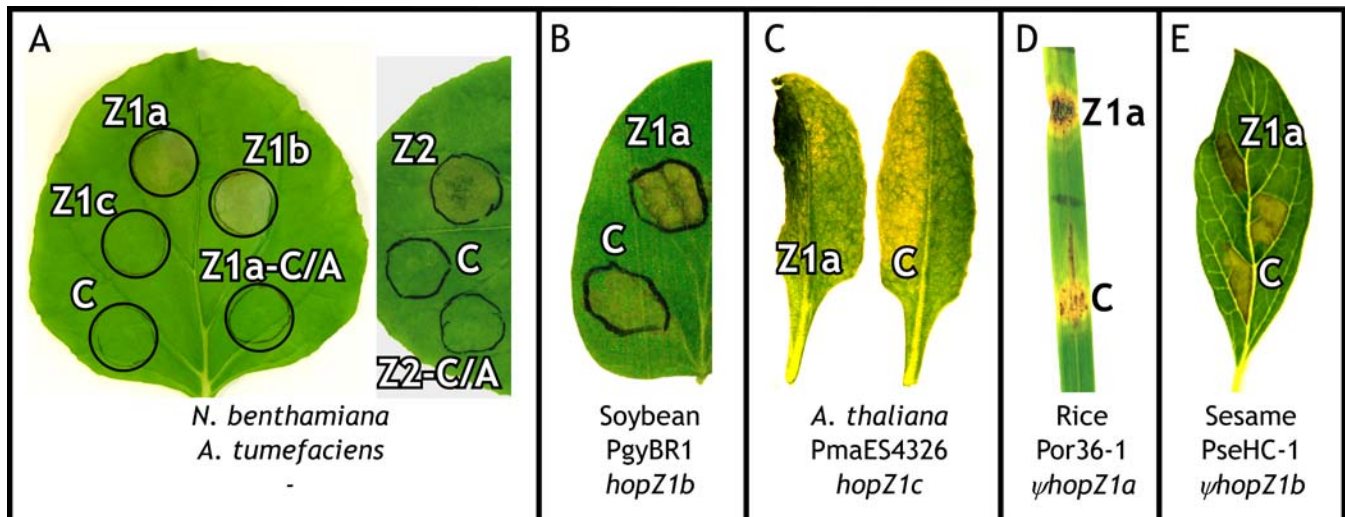 A
Z1a
Z1b
Z1c
Z1a-C/A
C
Z2
C
Z2-C/A
N. benthamiana
A. tumefaciens
-
B
Z1a
C
Soybean
PgyBR1
hopZ1b
C
Z1a
C
A. thaliana
PmaES4326
hopZ1c
D
Z1a
C
Rice
Por36-1
ψhopZ1a
E
Z1a
C
Sesame
PseHC-1
ψhopZ1b